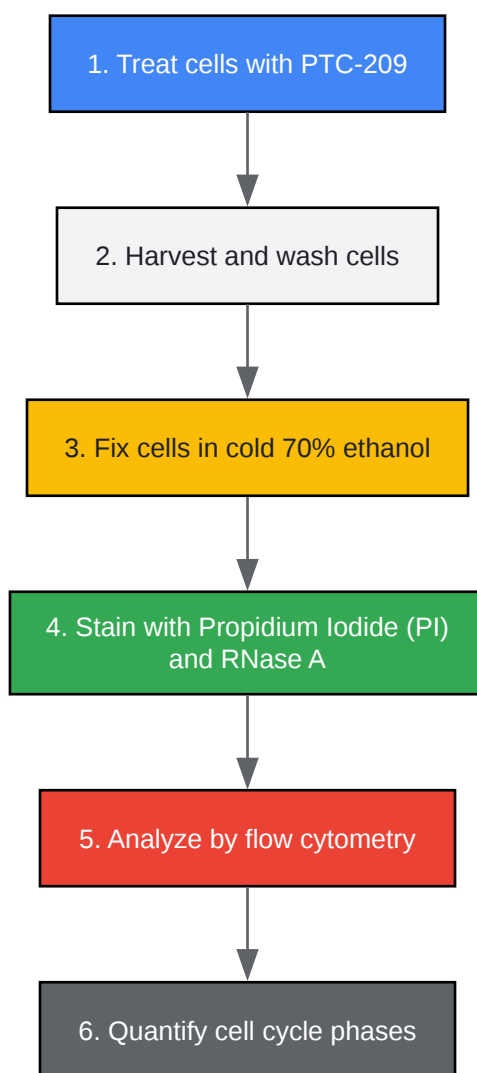 1. Treat cells with PTC-209
2. Harvest and wash cells
3. Fix cells in cold 70% ethanol
4. Stain with Propidium Iodide (PI)
and RNase A
5. Analyze by flow cytometry
6. Quantify cell cycle phases